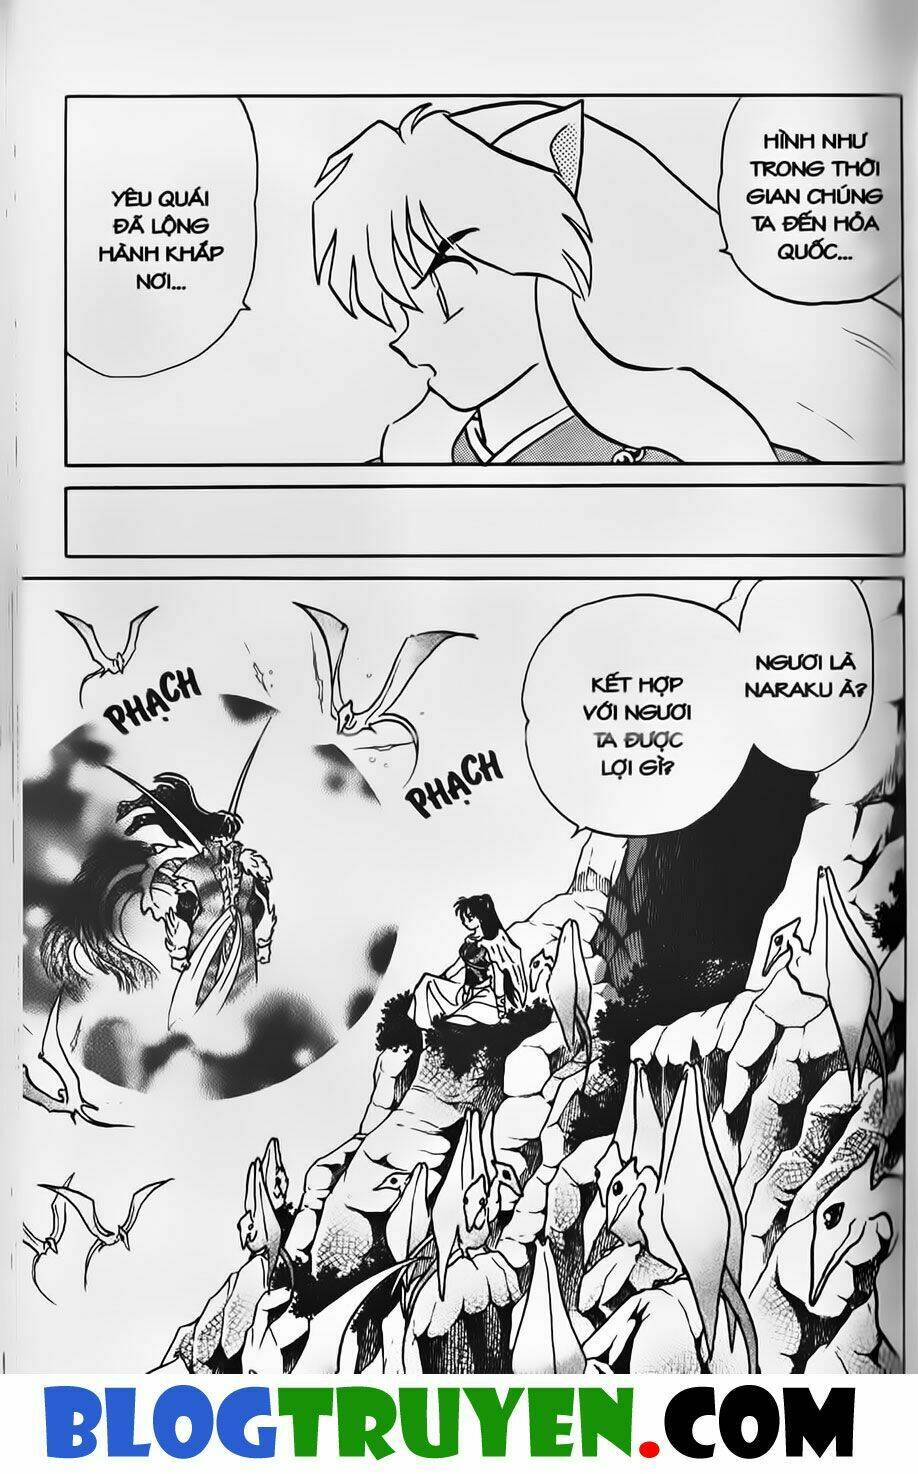 HÌNH NHƯ
TRONG THỜI
GIAN CHÚNG
TA ĐẾN HỎA
QUỐC...
YÊU QUÁI
ĐÃ LỘNG
HÀNH KHẮP
NƠI...
NGƯƠI LÀ
NARAKU À?
KẾT HỢP
VỚI NGƯƠI
TA ĐƯỢC
LỢI GÌ?
PHẠCH
PHẠCH
BLOGTRUYEN.COM